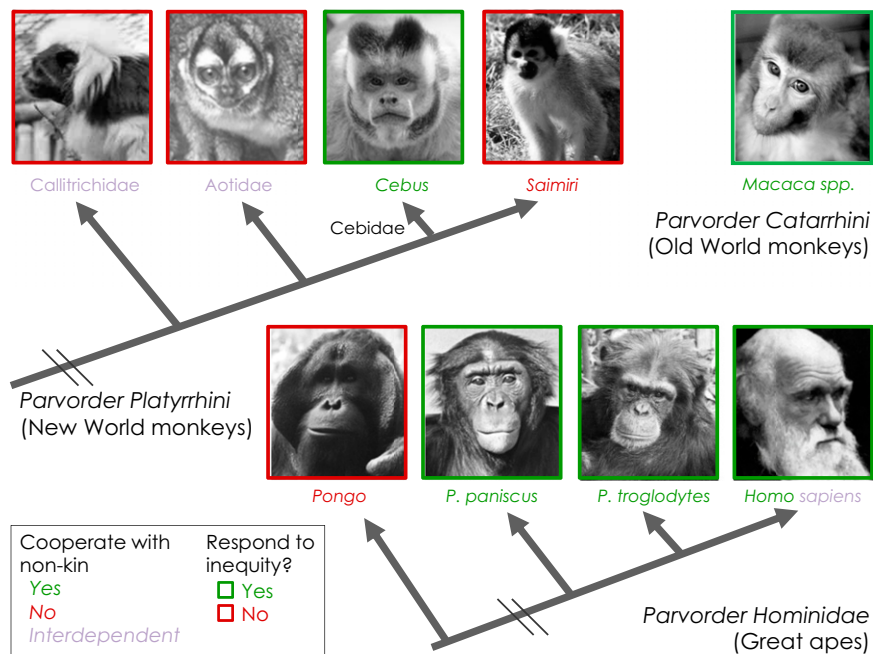 Callitrichidae
Aotidae
Cebus
Saimiri
Macaca spp.
Cebidae
Parvorder Catarrhini
(Old World monkeys)
Parvorder Platyrrhini
(New World monkeys)
Pongo
P. paniscus
P. troglodytes
Homo sapiens
Cooperate with
non-kin
Yes
No
Interdependent
Respond to
inequity?
Yes
No
Parvorder Hominidae
(Great apes)